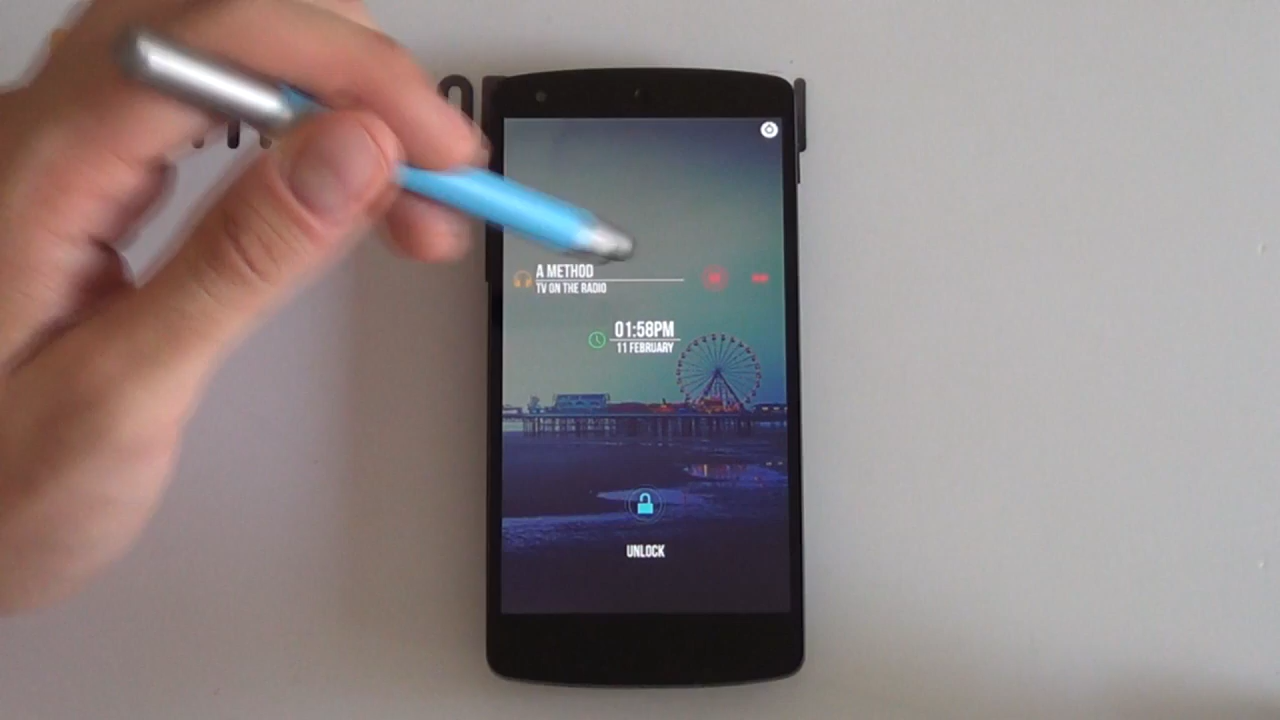 A METHOD
TV ON THE RADIO
01:58PM
11 FEBRUARY
UNLOCK